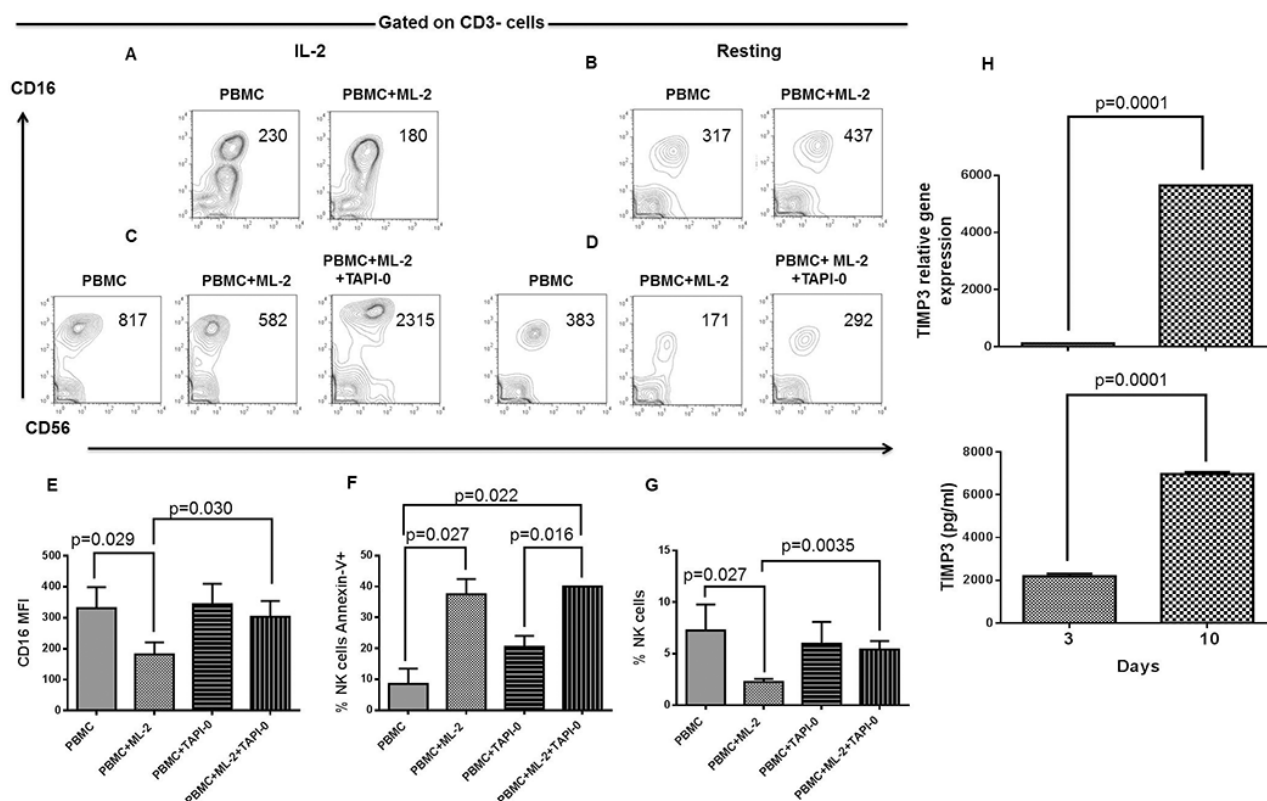 Gated on CD3- cells
A
IL-2
B
Resting
H
CD16
PBMC
PBMC+ML-2
PBMC
PBMC+ML-2
p=0.0001
230
180
317
437
C
D
PBMC
PBMC+ML-2
PBMC+ML-2
+TAPI-0
PBMC
PBMC+ML-2
PBMC+ ML-2
+TAPI-0
817
582
2315
383
171
292
CD56
TIMP3 relative gene
expression
6000
4000
2000
0
p=0.0001
TIMP3 (pg/ml)
8000
6000
4000
2000
0
3
10
Days
E
p=0.030
p=0.029
CD16 MFI
500
400
300
200
100
0
PBMC
PBMC+ML-2
PBMC+TAPI-0
PBMC+ML-2+TAPI-0
F
p=0.022
p=0.027
p=0.016
% NK cells Annexin-V+
50
40
30
20
10
0
PBMC
PBMC+ML-2
PBMC+TAPI-0
PBMC+ML-2+TAPI-0
G
p=0.0035
p=0.027
% NK cells
15
10
5
0
PBMC
PBMC+ML-2
PBMC+TAPI-0
PBMC+ML-2+TAPI-0